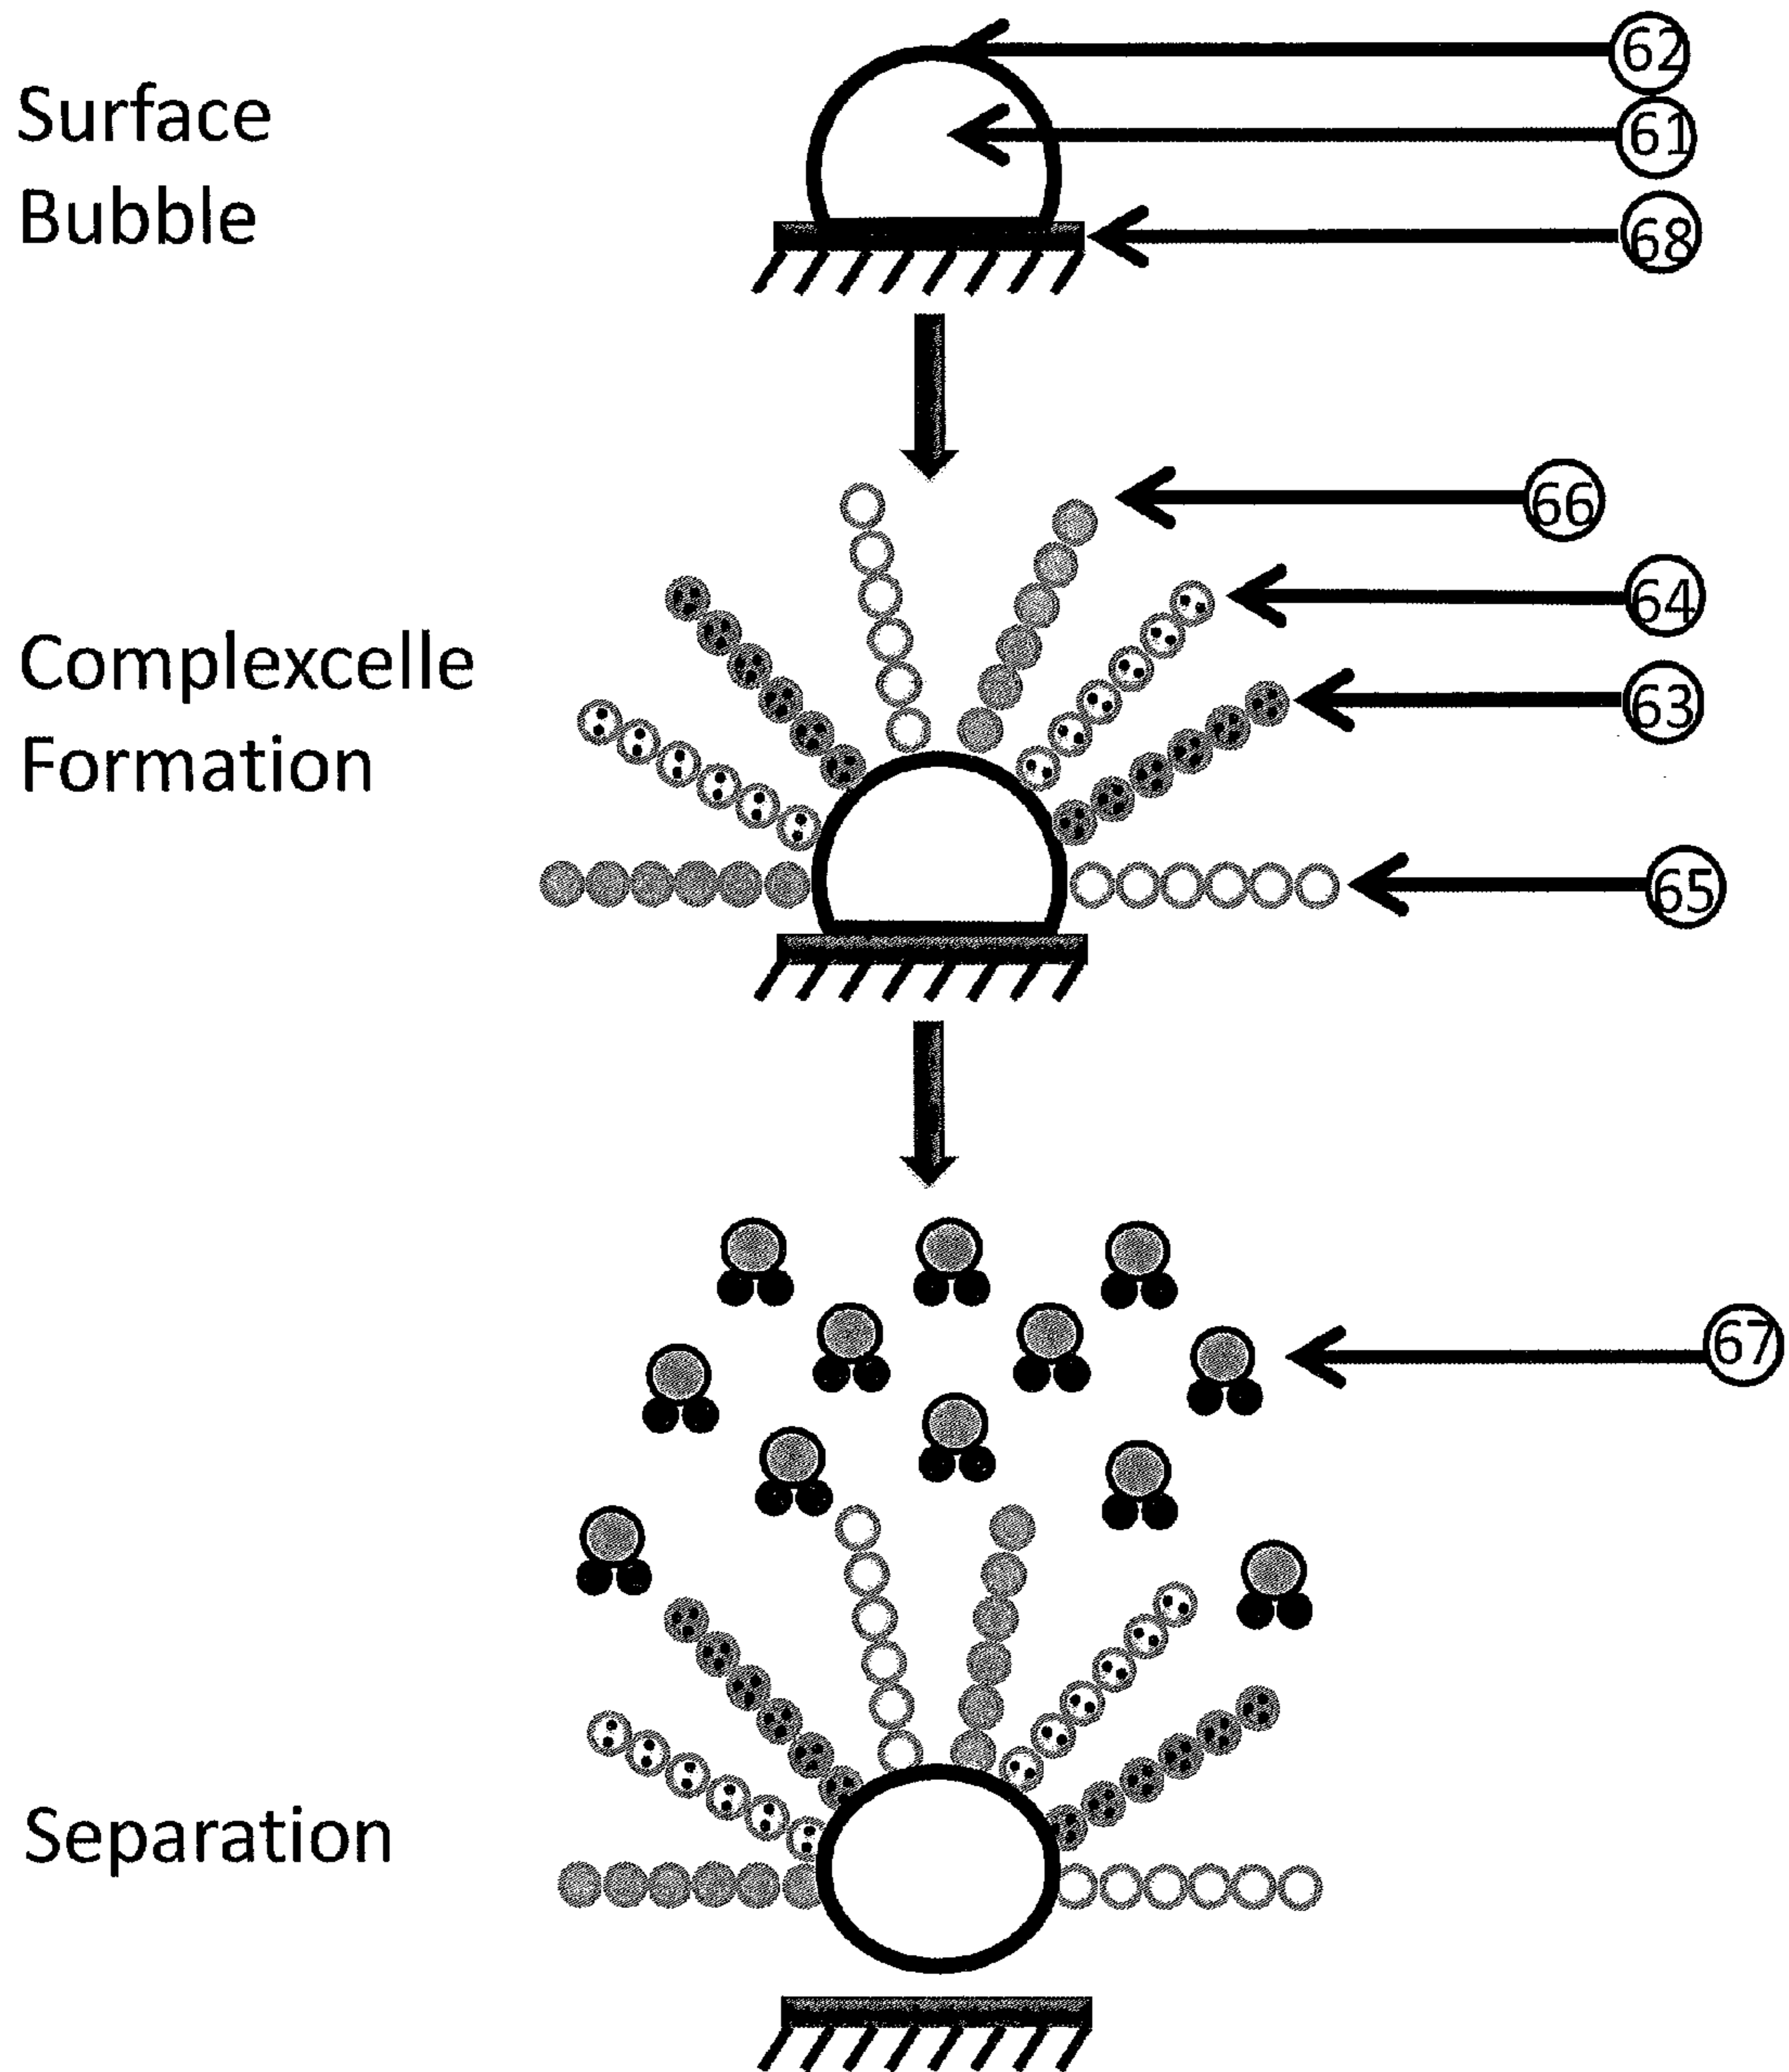 62
Surface
Bubble
61
68
66
64
Complexcelle
Formation
63
65
67
Separation